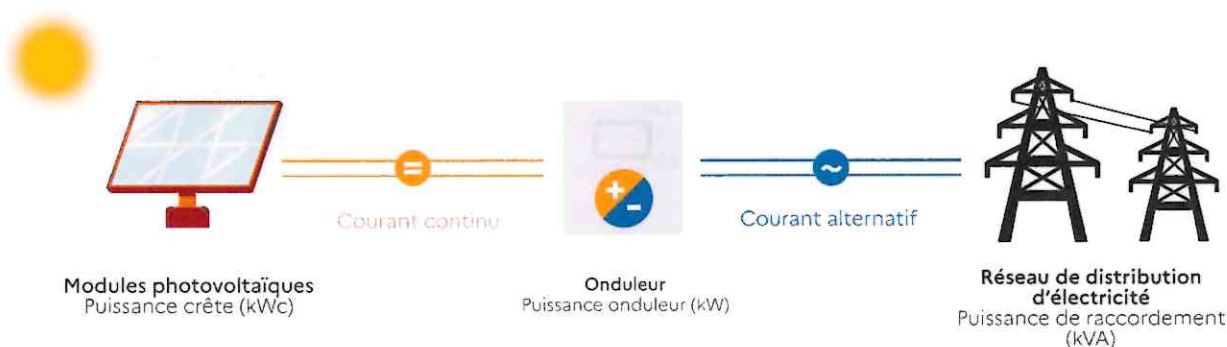 =
~
+
-
Courant continu
Courant alternatif
Modules photovoltaïques
Puissance crête (kWc)
Onduleur
Puissance onduleur (kW)
Réseau de distribution
d'électricité
Puissance de raccordement
(kVA)